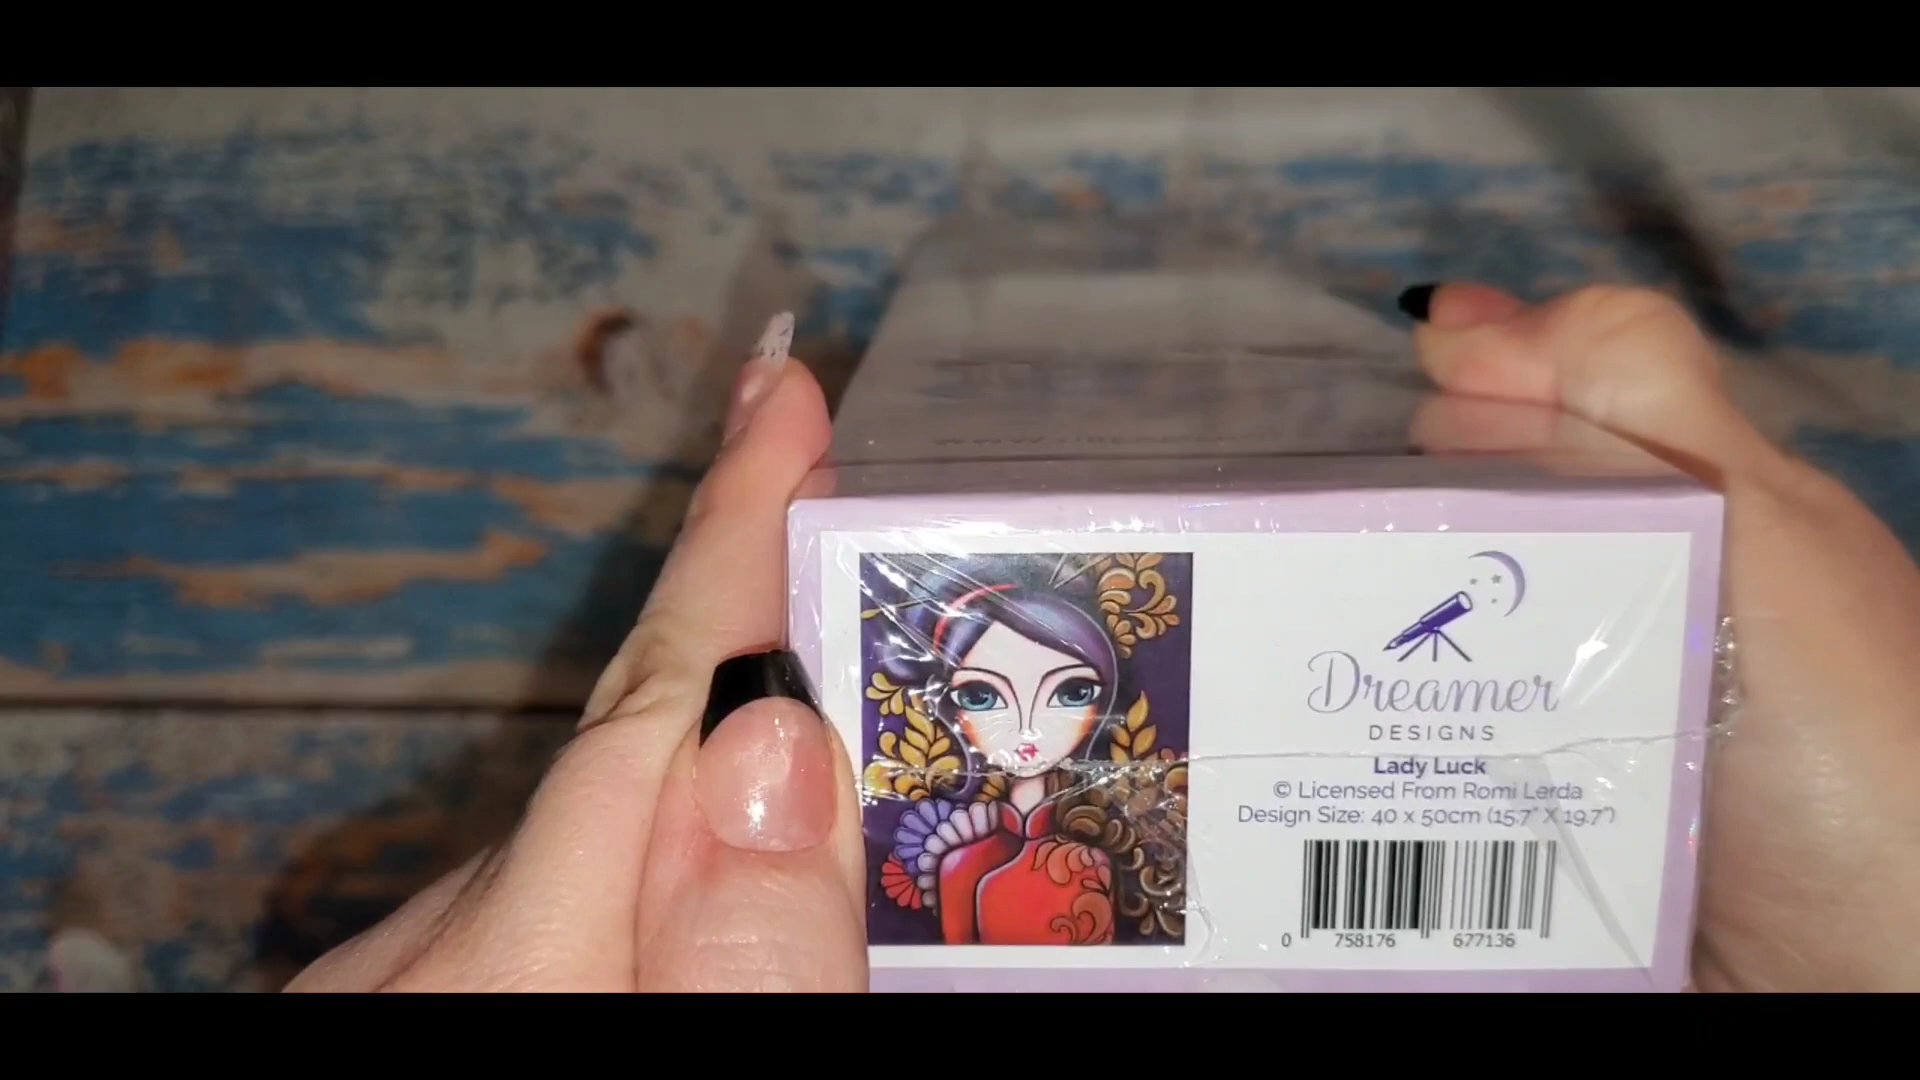 Dreamer
DESIGNS
Lady Luck
© Licensed From Romi Lerda
Design Size: 40 x 50cm (15.7" X 19.7")
0 758176 677136